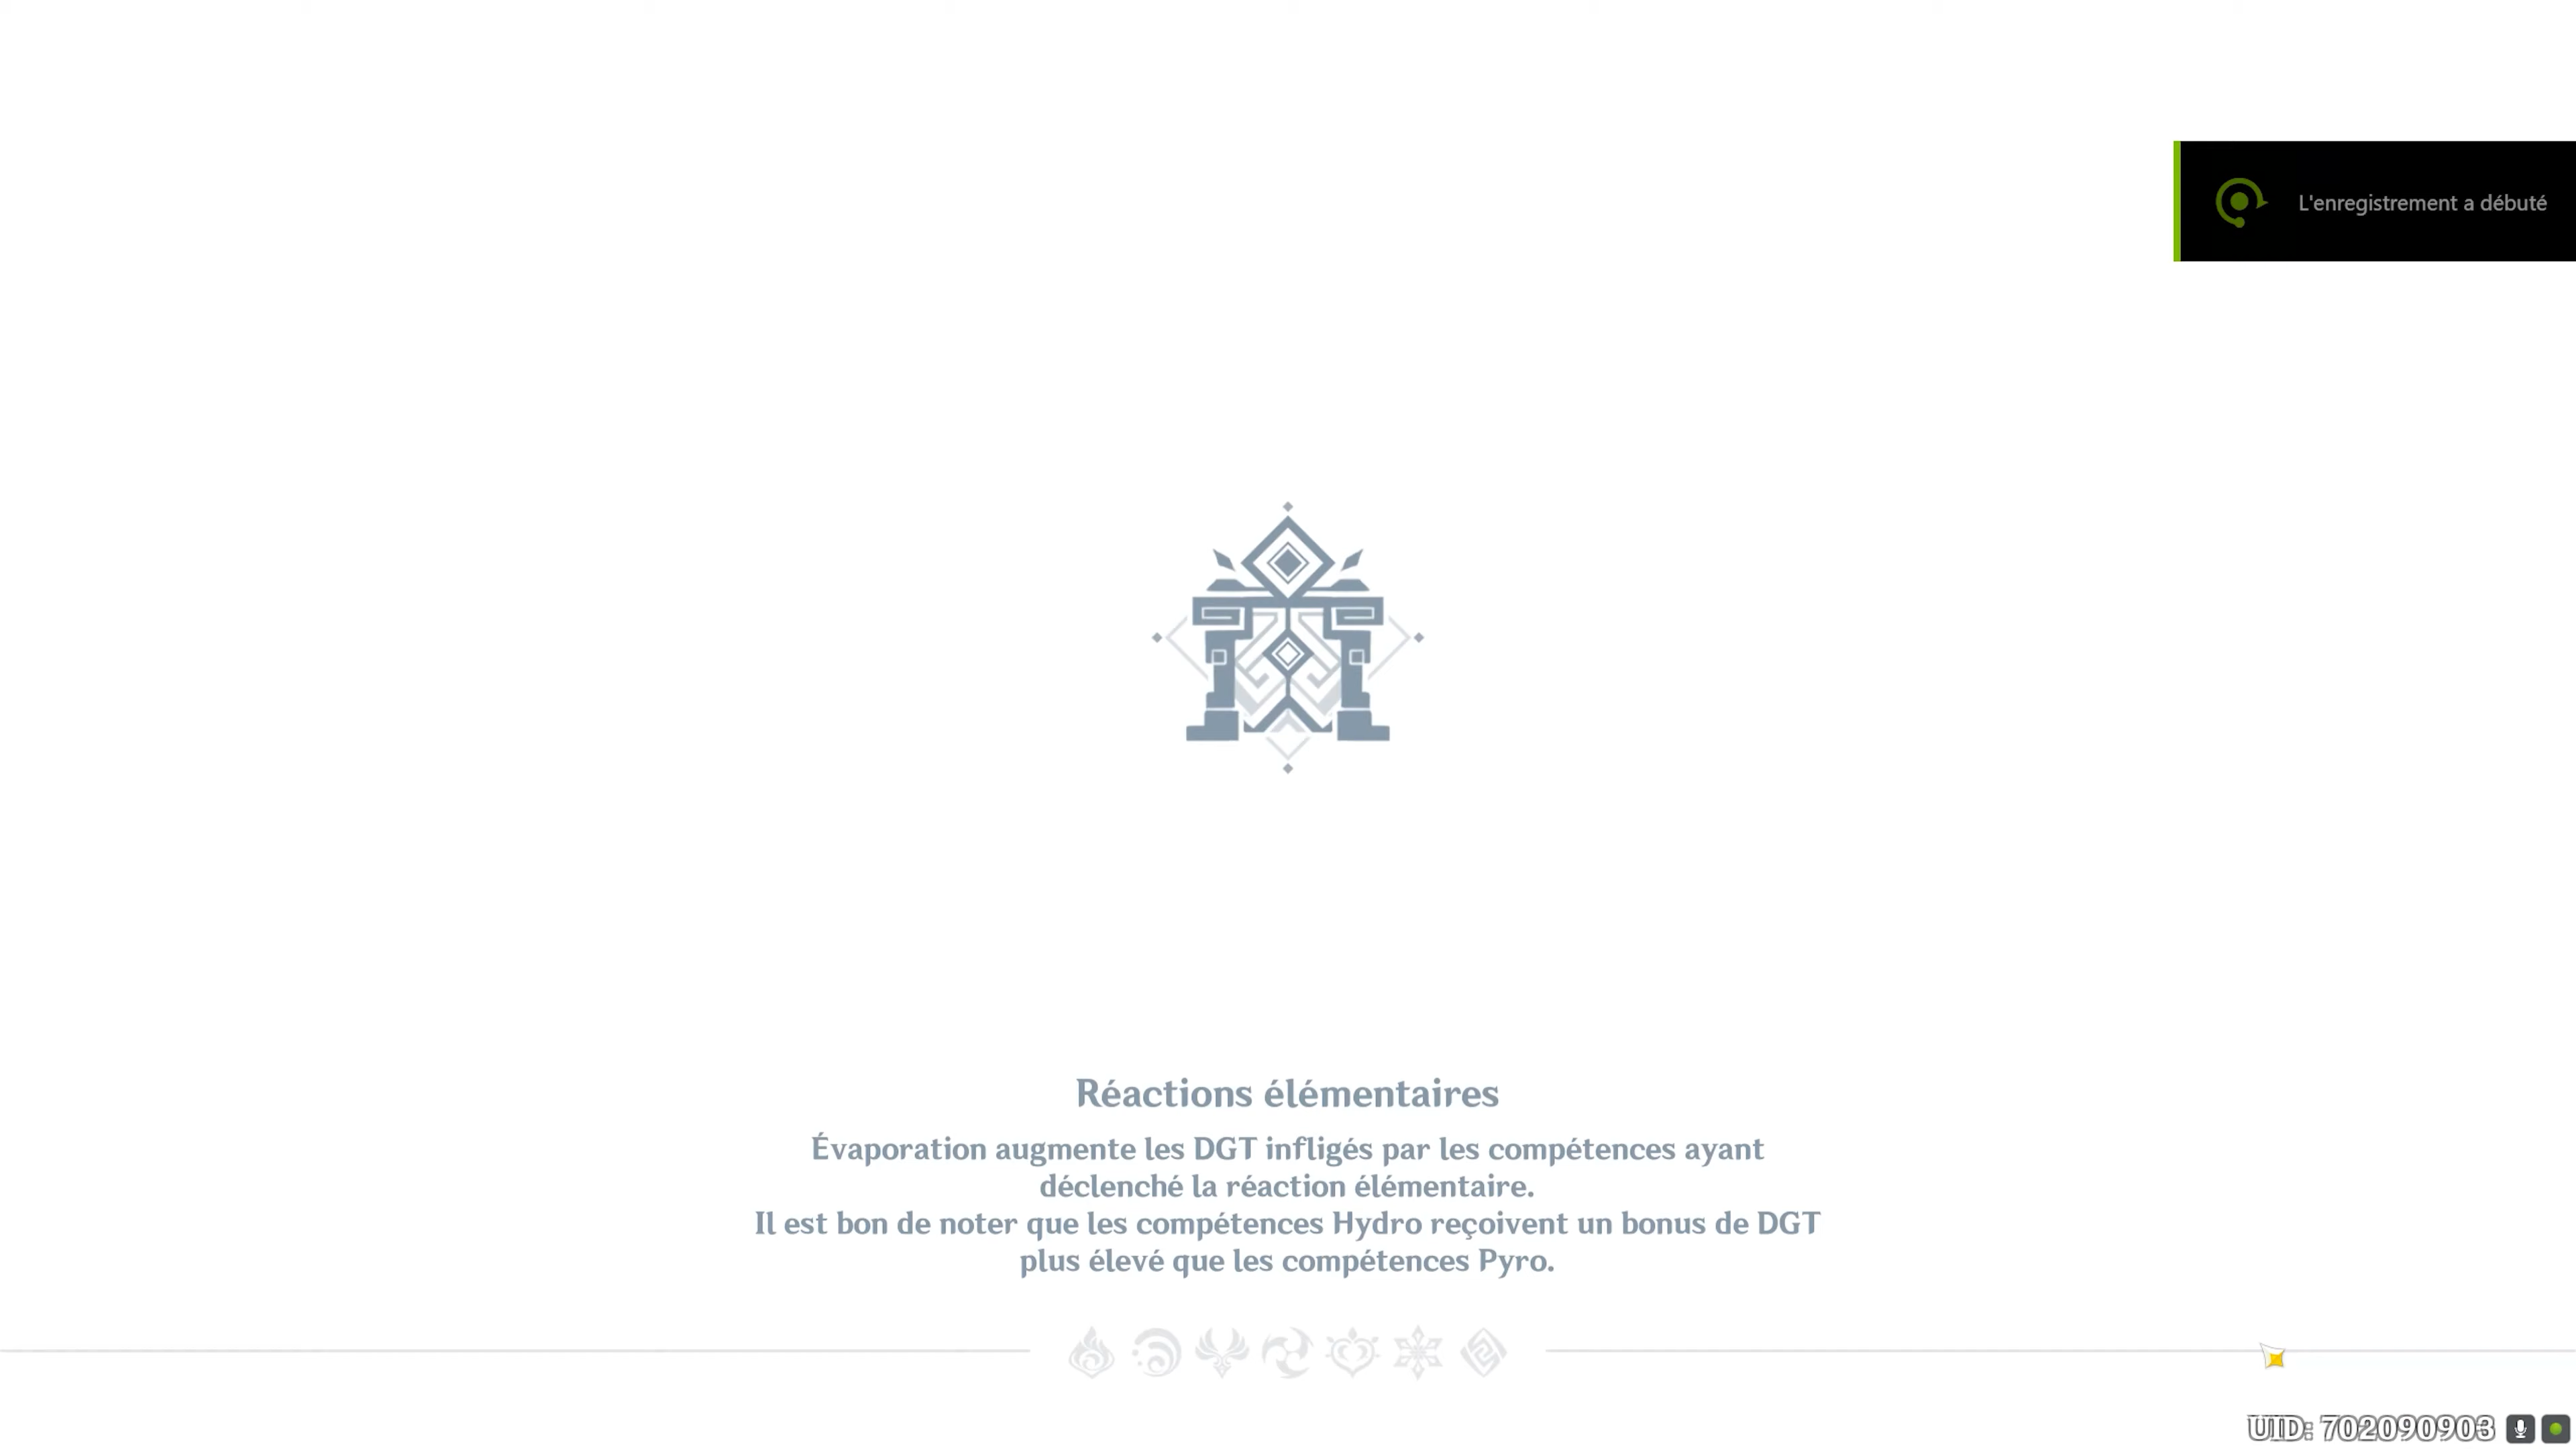 L'enregistrement a débuté
Réactions élémentaires
Évaporation augmente les DGT infligés par les compétences ayant
déclenché la réaction élémentaire.
Il est bon de noter que les compétences Hydro reçoivent un bonus de DGT
plus élevé que les compétences Pyro.
UID: 702090903